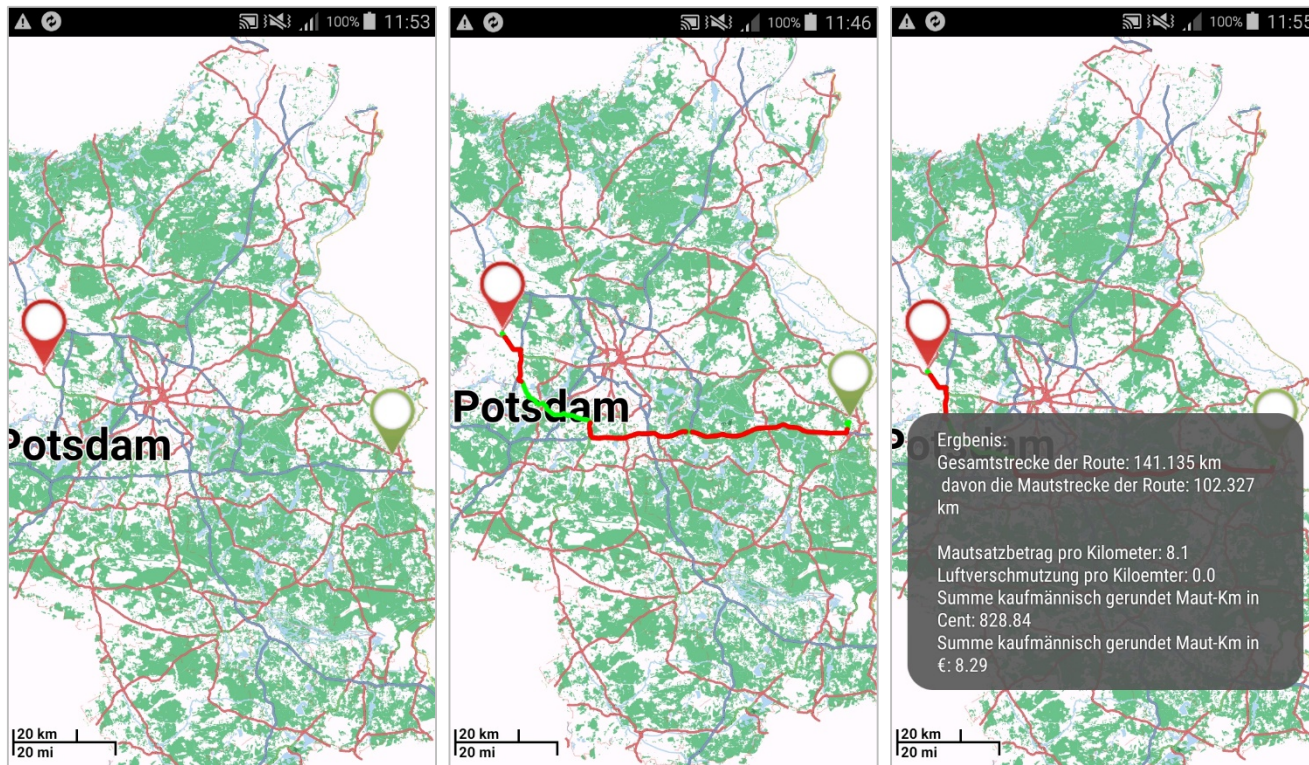 100% 11:53
Potsdam
20 km
20 mi
100% 11:46
Potsdam
20 km
20 mi
100% 11:55
Ergbenis:
Gesamtstrecke der Route: 141.135 km
davon die Mautstrecke der Route: 102.327
km
Mautsatzbetrag pro Kilometer: 8.1
Luftverschmutzung pro Kiloemter: 0.0
Summe kaufmännisch gerundet Maut-Km in
Cent: 828.84
Summe kaufmännisch gerundet Maut-Km in
€: 8.29
20 km
20 mi